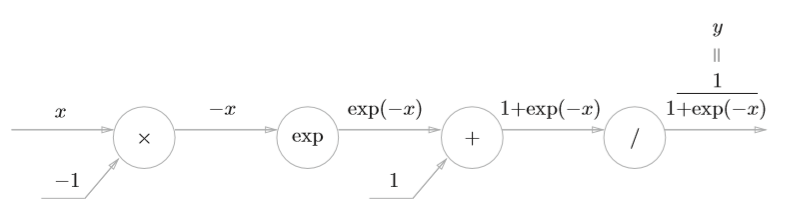 y
=
1
1+exp(−x)
x
−x
exp(−x)
1+exp(−x)
×
exp
+
/
−1
1